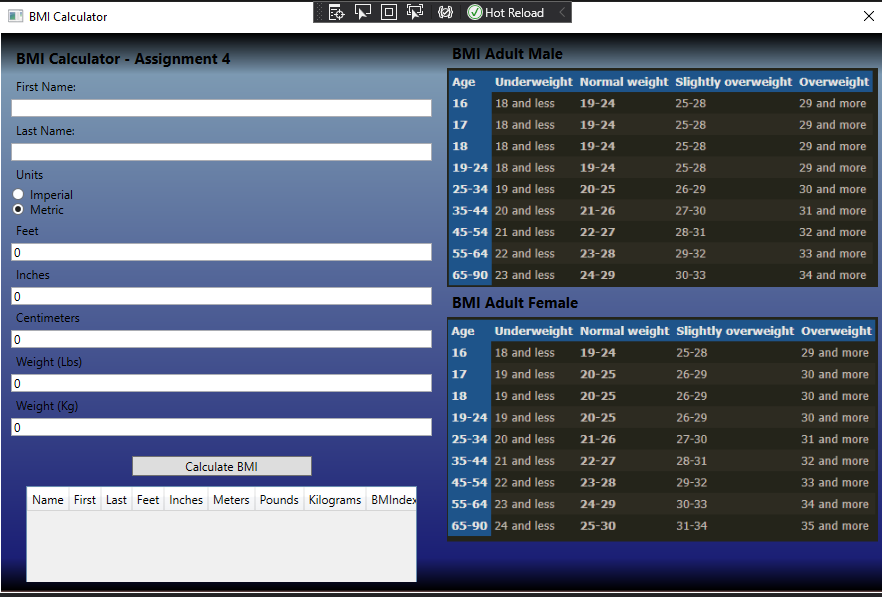 BMI Calculator
Hot Reload
BMI Calculator - Assignment 4
First Name:
Last Name:
Units
Imperial
Metric
Feet
0
Inches
0
Centimeters
0
Weight (Lbs)
0
Weight (Kg)
0
Calculate BMI
Name First Last Feet Inches Meters Pounds Kilograms BMIndex
BMI Adult Male
Age Underweight Normal weight Slightly overweight Overweight
16 18 and less 19-24 25-28 29 and more
17 18 and less 19-24 25-28 29 and more
18 18 and less 19-24 25-28 29 and more
19-24 18 and less 19-24 25-28 29 and more
25-34 19 and less 20-25 26-29 30 and more
35-44 20 and less 21-26 27-30 31 and more
45-54 21 and less 22-27 28-31 32 and more
55-64 22 and less 23-28 29-32 33 and more
65-90 23 and less 24-29 30-33 34 and more
BMI Adult Female
Age Underweight Normal weight Slightly overweight Overweight
16 18 and less 19-24 25-28 29 and more
17 19 and less 20-25 26-29 30 and more
18 19 and less 20-25 26-29 30 and more
19-24 19 and less 20-25 26-29 30 and more
25-34 20 and less 21-26 27-30 31 and more
35-44 21 and less 22-27 28-31 32 and more
45-54 22 and less 23-28 29-32 33 and more
55-64 23 and less 24-29 30-33 34 and more
65-90 24 and less 25-30 31-34 35 and more